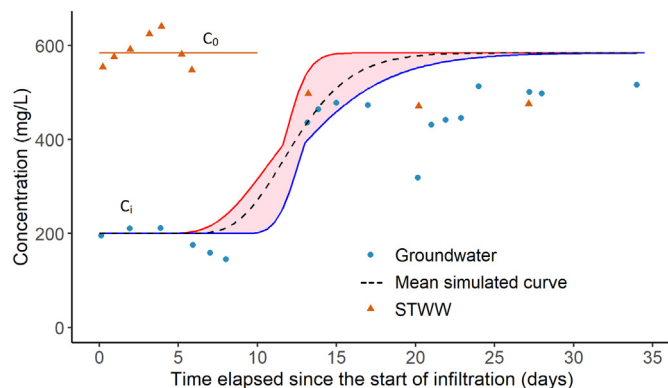 C0
600
400
Ci
200
0
Concentration (mg/L)
Groundwater
Mean simulated curve
STWW
0 5 10 15 20 25 30 35
Time elapsed since the start of infiltration (days)